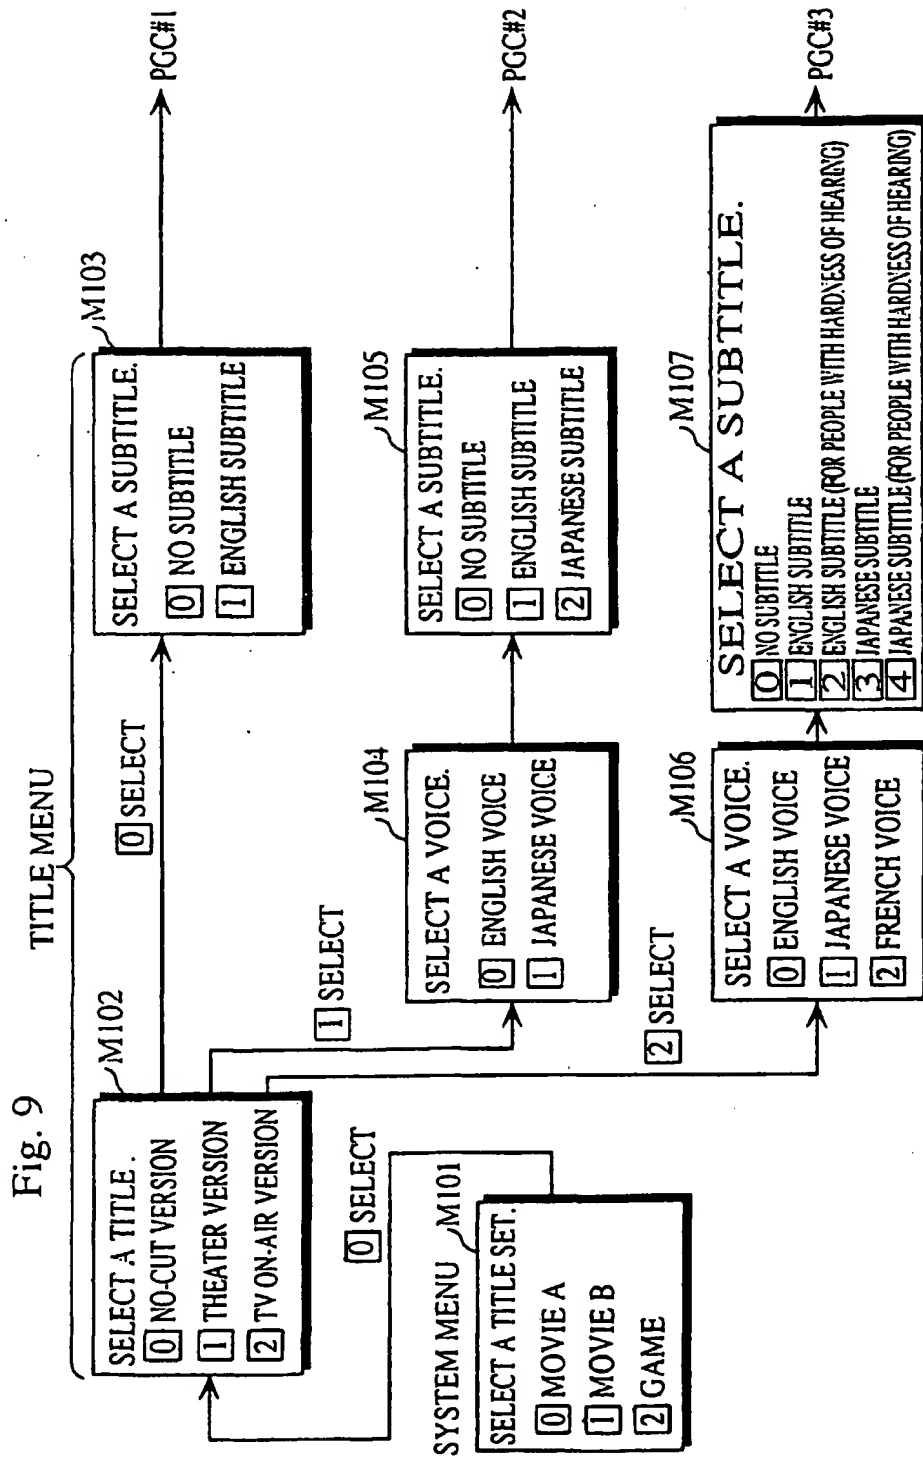 Fig. 9
TITLE MENU
M102
SELECT A TITLE.
0 NO-CUT VERSION
1 THEATER VERSION
2 TV ON-AIR VERSION
0 SELECT
M103
SELECT A SUBTITLE.
0 NO SUBTITLE
1 ENGLISH SUBTITLE
PGC#1
1 SELECT
M104
SELECT A VOICE.
0 ENGLISH VOICE
1 JAPANESE VOICE
M105
SELECT A SUBTITLE.
0 NO SUBTITLE
1 ENGLISH SUBTITLE
2 JAPANESE SUBTITLE
PGC#2
0 SELECT
SYSTEM MENU M101
SELECT A TITLE SET.
0 MOVIE A
1 MOVIE B
2 GAME
2 SELECT
M106
SELECT A VOICE.
0 ENGLISH VOICE
1 JAPANESE VOICE
2 FRENCH VOICE
M107
SELECT A SUBTITLE.
0 NO SUBTITLE
1 ENGLISH SUBTITLE
2 ENGLISH SUBTITLE (FOR PEOPLE WITH HARDNESS OF HEARING)
3 JAPANESE SUBTITLE
4 JAPANESE SUBTITLE (FOR PEOPLE WITH HARDNESS OF HEARING)
PGC#3